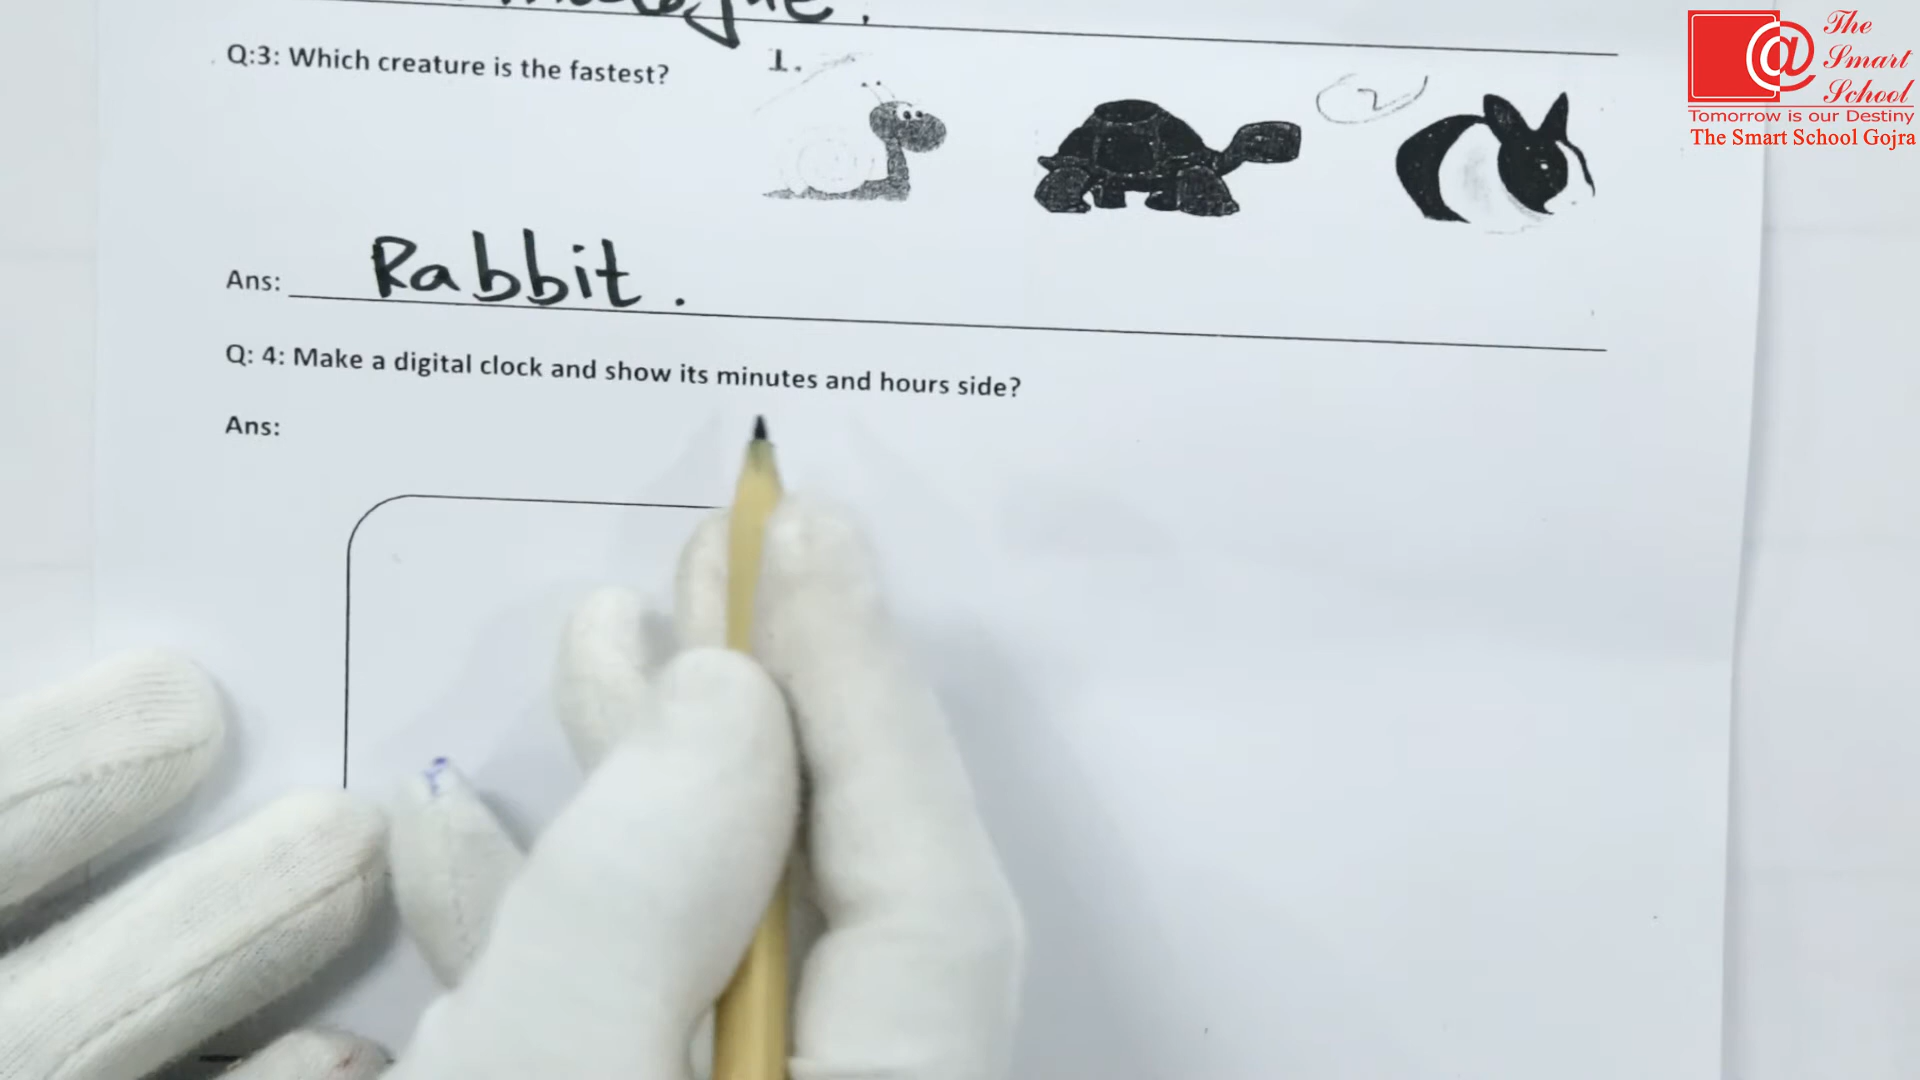 Q:3: Which creature is the fastest?
1.
2
Ans: Rabbit.
Q: 4: Make a digital clock and show its minutes and hours side?
Ans:
The
Smart
School
Tomorrow is our Destiny
The Smart School Gojra